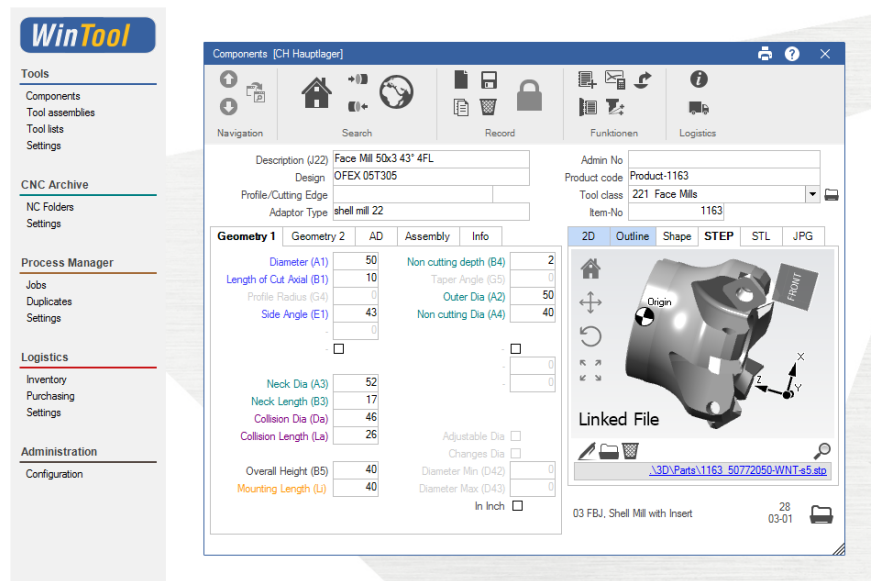 WinTool
Tools
Components
Tool assemblies
Tool lists
Settings
CNC Archive
NC Folders
Settings
Process Manager
Jobs
Duplicates
Settings
Logistics
Inventory
Purchasing
Settings
Administration
Configuration
Components [CH Hauptlager]
Navigation Search Record Funktionen Logistics
Description (J22) Face Mill 50x3 43° 4FL
Design OFEX 05T305
Profile/Cutting Edge
Adaptor Type shell mill 22
Admin No
Product code Product-1163
Tool class 221 Face Mills
Item-No 1163
Geometry 1 Geometry 2 AD Assembly Info
Diameter (A1) 50 Non cutting depth (B4) 2
Length of Cut Axial (B1) 10 Taper Angle (G5) 0
Profile Radius (G4) 0 Outer Dia (A2) 50
Side Angle (E1) 43 Non cutting Dia (A4) 40
- 0
- -
- 0
Neck Dia (A3) 52 - 0
Neck Length (B3) 17
Collision Dia (Da) 46
Collision Length (La) 26 Adjustable Dia
Changes Dia
Overall Height (B5) 40 Diameter Min (D42) 0
Mounting Length (Li) 40 Diameter Max (D43) 0
In Inch
2D Outline Shape STEP STL JPG
FRONT
Origin
X
Z
Y
Linked File
.\3D\Parts\1163_50772050-WNT-s5.stp
03 FBJ, Shell Mill with Insert 28
03-01